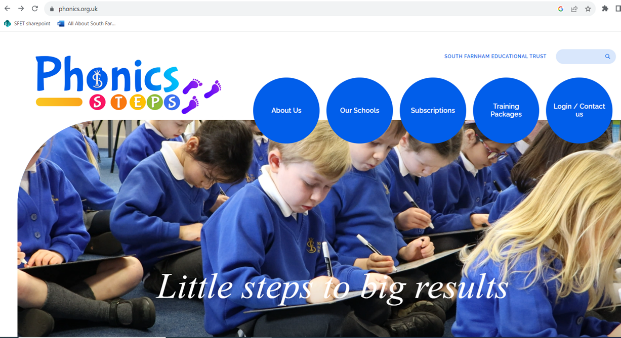 phonics.org.uk
SFET sharepoint
All About South Far...
SOUTH FARNHAM EDUCATIONAL TRUST
Phonics
STEPS
About Us
Our Schools
Subscriptions
Training
Packages
Login / Contact
us
Little steps to big results